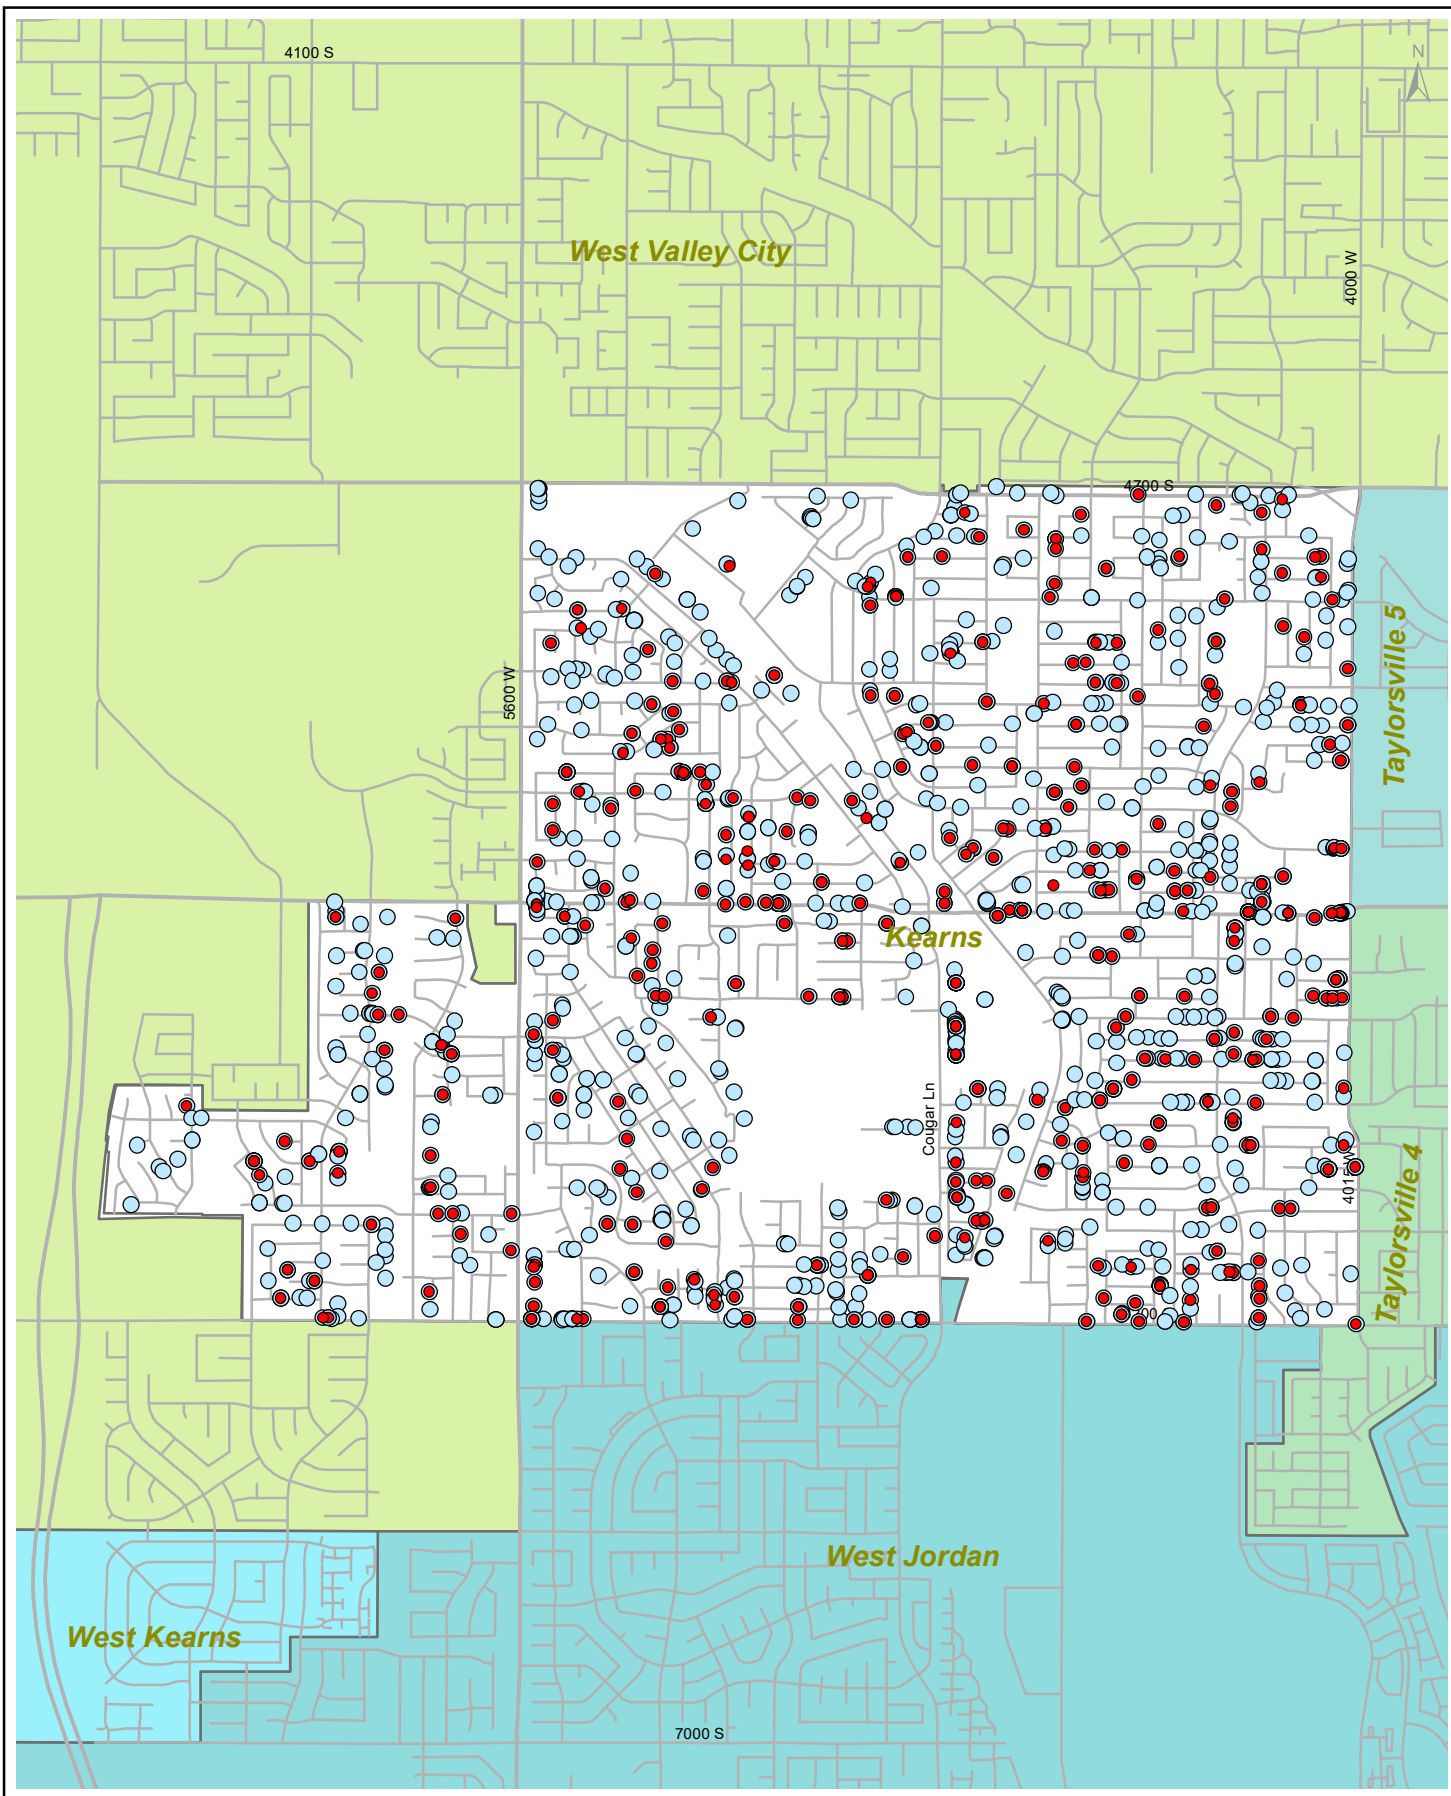 4100 S
N
West Valley City
4000 W
4700 S
Taylorsville 5
5600 W
Kearns
Cougar Ln
4015 W
Taylorsville 4
West Jordan
West Kearns
7000 S